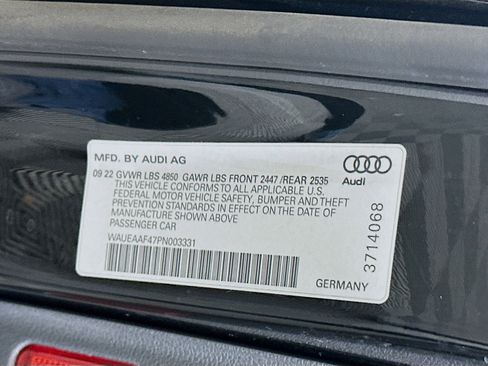 MFD. BY AUDI AG
09 22 GVWR LBS 4850 GAWR LBS FRONT 2447 /REAR 2535
THIS VEHICLE CONFORMS TO ALL APPLICABLE U.S.
FEDERAL MOTOR VEHICLE SAFETY, BUMPER AND THEFT
PREVENTION STANDARDS IN EFFECT ON THE DATE OF
MANUFACTURE SHOWN ABOVE
PASSENGER CAR
WAUEAAF47PN003331
Audi
3714068
GERMANY